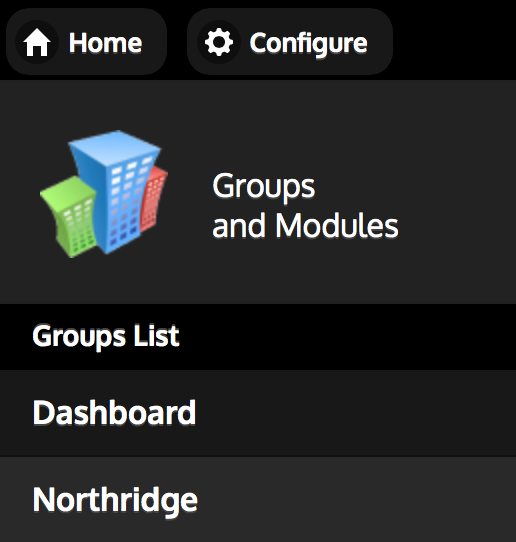 Home
Configure
Groups
and Modules
Groups List
Dashboard
Northridge